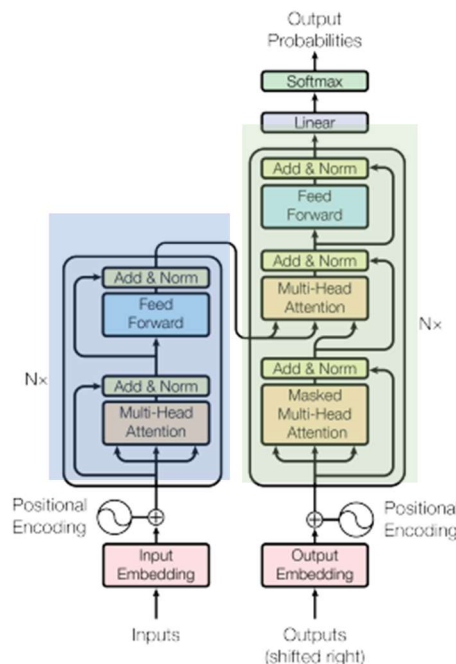 Output
Probabilities
Softmax
Linear
Add & Norm
Feed
Forward
Add & Norm
Multi-Head
Attention
Add & Norm
Masked
Multi-Head
Attention
Nx
Add & Norm
Feed
Forward
Add & Norm
Multi-Head
Attention
Nx
Positional
Encoding
Positional
Encoding
Input
Embedding
Output
Embedding
Inputs
Outputs
(shifted right)